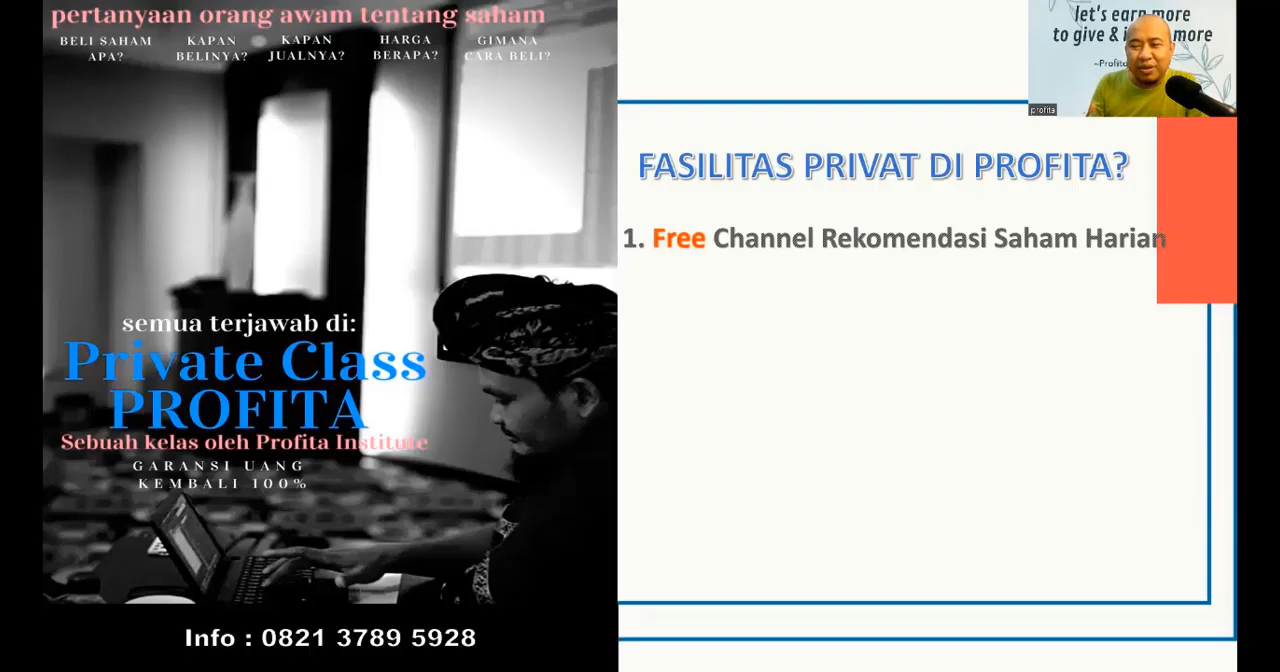 pertanyaan orang awam tentang saham
BELI SAHAM APA?
KAPAN BELINYA?
KAPAN JUALNYA?
HARGA BERAPA?
GIMANA CARA BELI?
semua terjawab di:
Private Class
PROFITA
Sebuah kelas oleh Profita Institute
GARANSI UANG
KEMBALI 100%
Info : 0821 3789 5928
let's earn more
to give & more
~Profit
profita
FASILITAS PRIVAT DI PROFITA?
1. Free Channel Rekomendasi Saham Harian